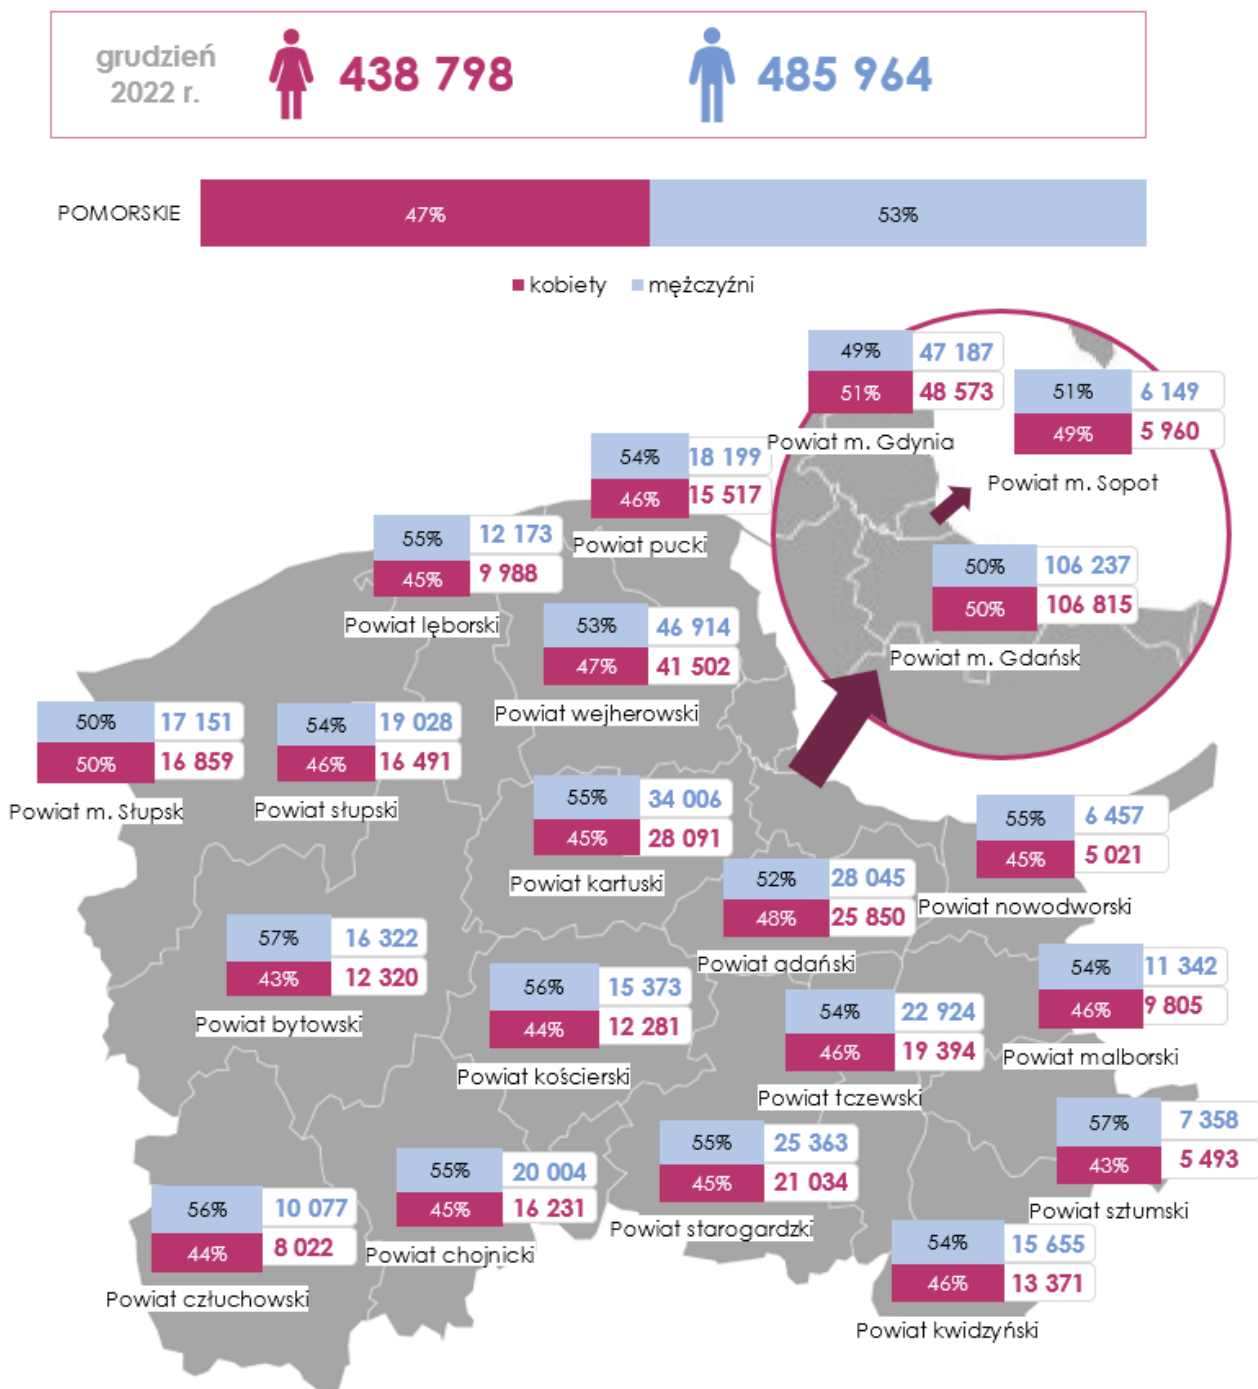 grudzień
2022 r.
438 798
485 964
POMORSKIE
47%
53%
kobiety
mężczyźni
49% 47 187
51% 48 573
Powiat m. Gdynia
51% 6 149
49% 5 960
Powiat m. Sopot
54% 18 199
46% 15 517
Powiat pucki
55% 12 173
45% 9 988
Powiat lęborski
50% 106 237
50% 106 815
Powiat m. Gdańsk
53% 46 914
47% 41 502
Powiat wejherowski
50% 17 151
50% 16 859
Powiat m. Słupsk
54% 19 028
46% 16 491
Powiat słupski
55% 34 006
45% 28 091
Powiat kartuski
55% 6 457
45% 5 021
Powiat nowodworski
52% 28 045
48% 25 850
Powiat gdański
57% 16 322
43% 12 320
Powiat bytowski
56% 15 373
44% 12 281
Powiat kościerski
54% 11 342
46% 9 805
Powiat malborski
54% 22 924
46% 19 394
Powiat tczewski
57% 7 358
43% 5 493
Powiat sztumski
55% 25 363
45% 21 034
Powiat starogardzki
55% 20 004
45% 16 231
Powiat chojnicki
56% 10 077
44% 8 022
Powiat człuchowski
54% 15 655
46% 13 371
Powiat kwidzyński